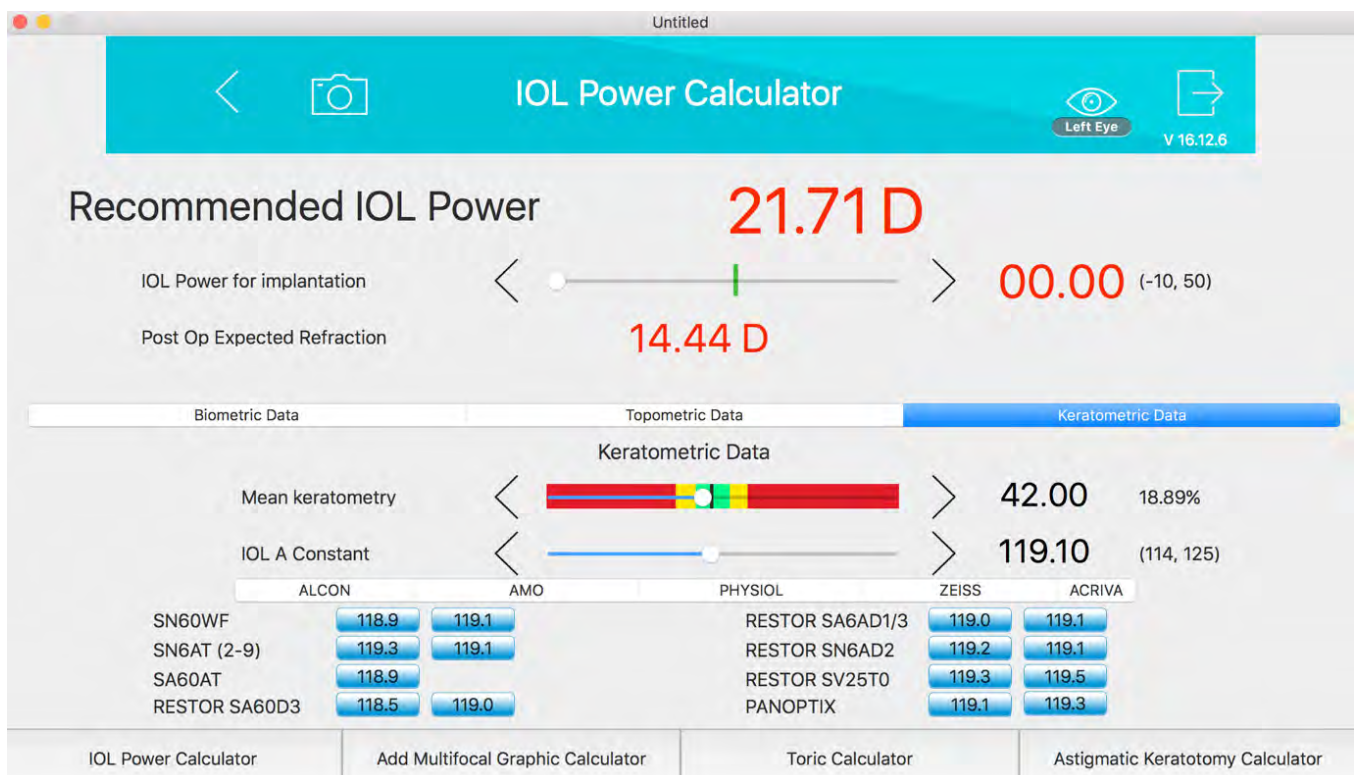 Untitled
IOL Power Calculator
Left Eye
V 16.12.6
Recommended IOL Power 21.71 D
IOL Power for implantation 00.00 (-10, 50)
Post Op Expected Refraction 14.44 D
Biometric Data Topometric Data Keratometric Data
Keratometric Data
Mean keratometry 42.00 18.89%
IOL A Constant 119.10 (114, 125)
ALCON AMO PHYSIOL ZEISS ACRIVA
SN60WF 118.9 119.1 RESTOR SA6AD1/3 119.0 119.1
SN6AT (2-9) 119.3 119.1 RESTOR SN6AD2 119.2 119.1
SA60AT 118.9 RESTOR SV25T0 119.3 119.5
RESTOR SA60D3 118.5 119.0 PANOPTIX 119.1 119.3
IOL Power Calculator Add Multifocal Graphic Calculator Toric Calculator Astigmatic Keratotomy Calculator